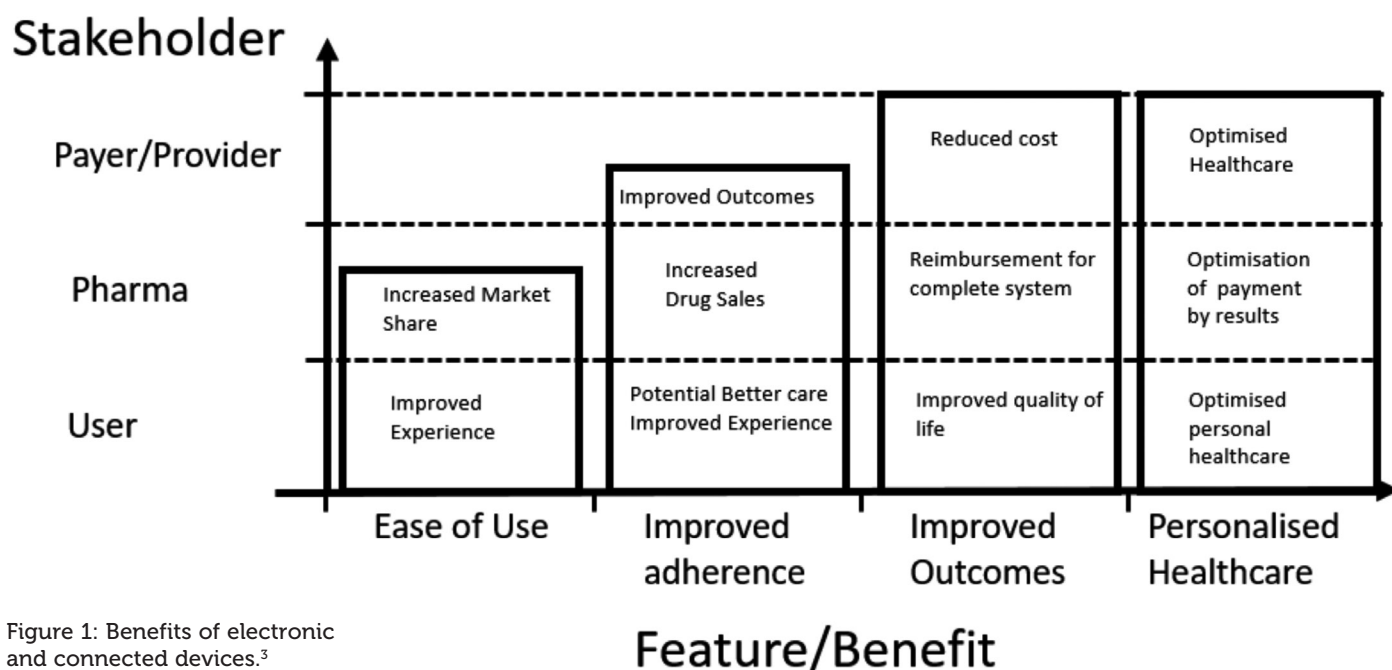 Stakeholder
Payer/Provider
Pharma
User
Increased Market
Share
Improved
Experience
Improved Outcomes
Increased
Drug Sales
Potential Better care
Improved Experience
Reduced cost
Reimbursement for
complete system
Improved quality of
life
Optimised
Healthcare
Optimisation
of payment
by results
Optimised
personal
healthcare
Ease of Use
Improved
adherence
Improved
Outcomes
Personalised
Healthcare
Feature/Benefit
Figure 1: Benefits of electronic
and connected devices.³